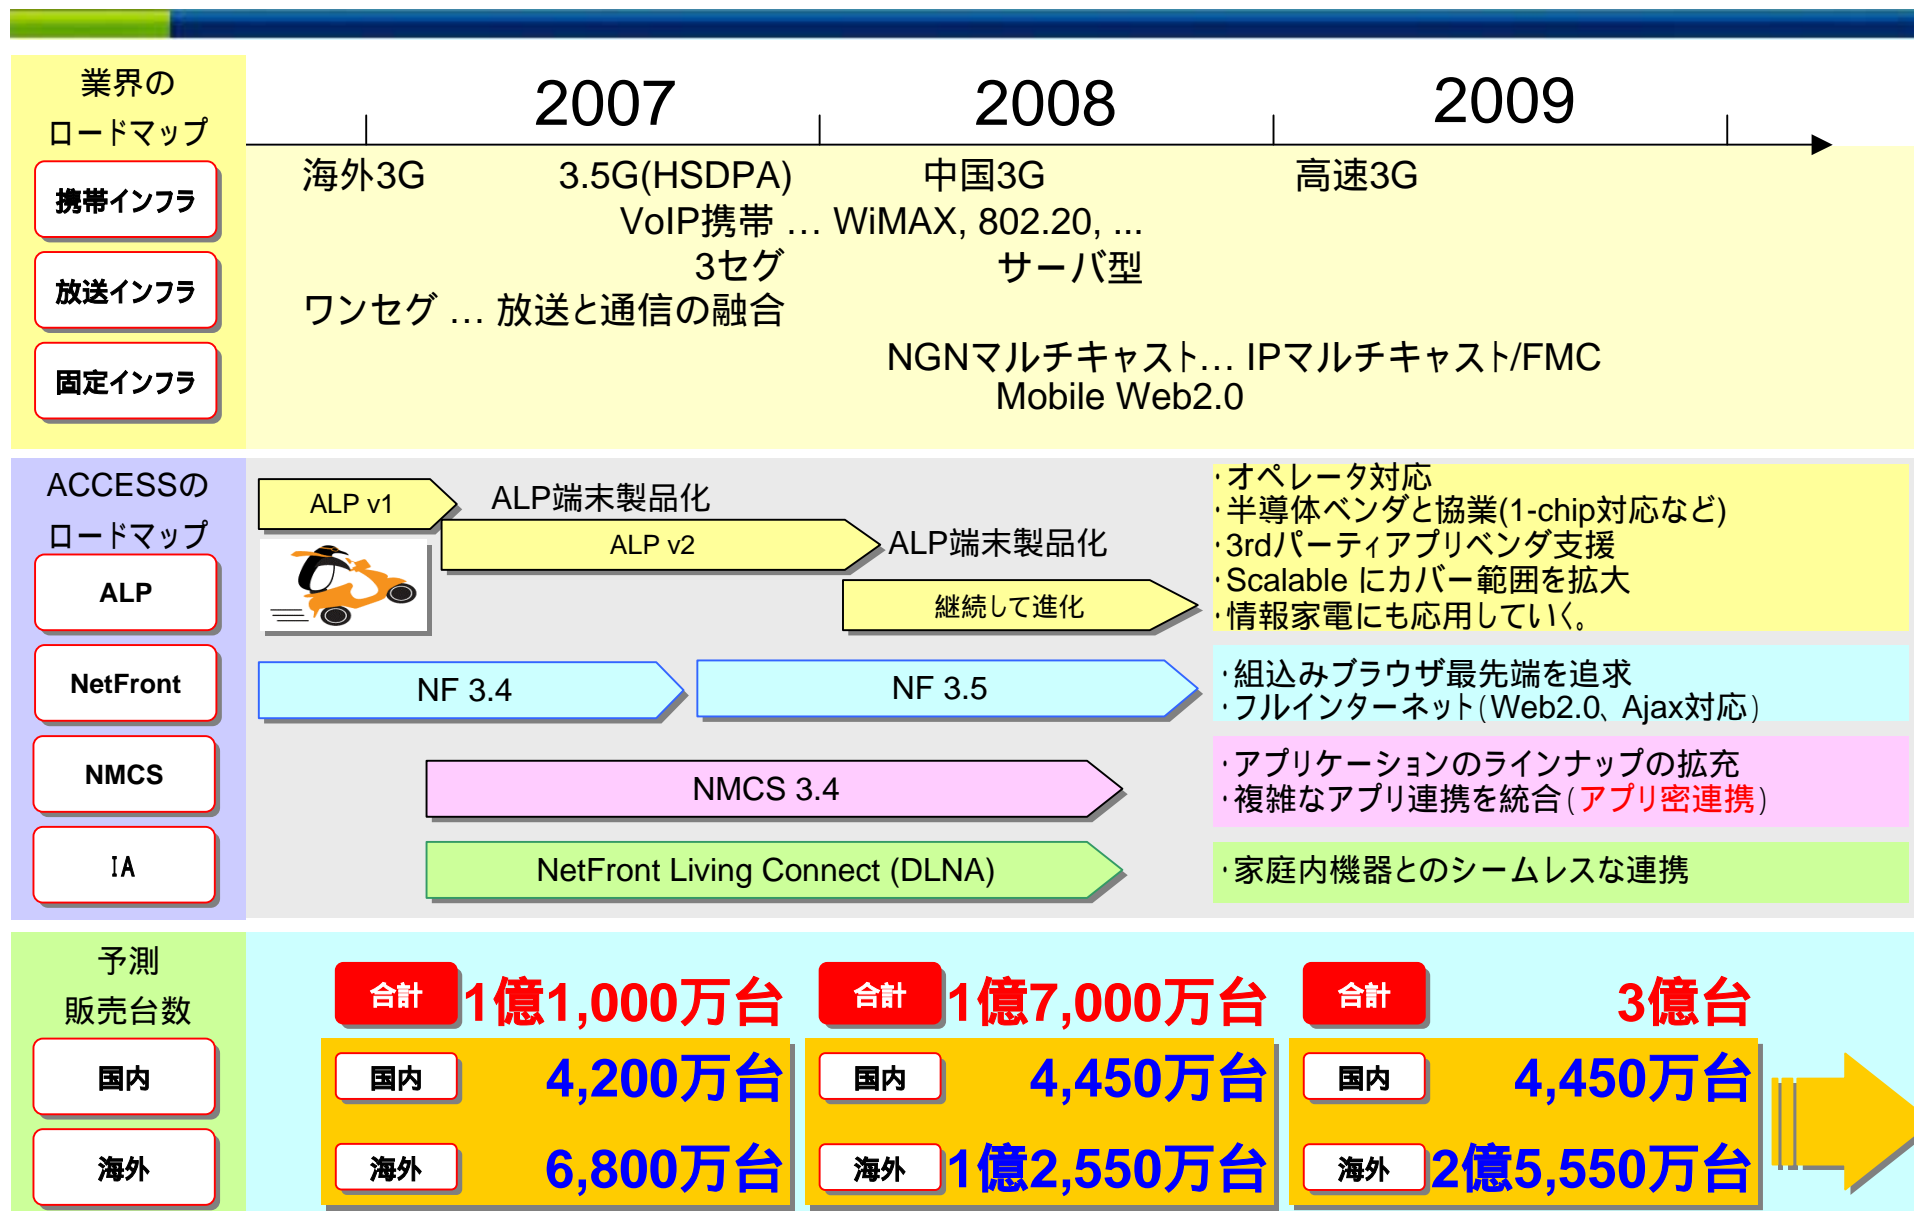 業界の
ロードマップ
2007
2008
2009
携帯インフラ
海外3G
3.5G(HSDPA)
中国3G
高速3G
VoIP携帯 … WiMAX, 802.20, ...
放送インフラ
3セグ
サーバ型
ワンセグ … 放送と通信の融合
固定インフラ
NGNマルチキャスト… IPマルチキャスト/FMC
Mobile Web2.0
ACCESSの
ロードマップ
ALP
ALP v1
ALP端末製品化
ALP v2
ALP端末製品化
継続して進化
・オペレータ対応
・半導体ベンダと協業(1-chip対応など)
・3rdパーティアプリベンダ支援
・Scalable にカバー範囲を拡大
・情報家電にも応用していく。
NetFront
NF 3.4
NF 3.5
・組込みブラウザ最先端を追求
・フルインターネット(Web2.0、Ajax対応)
NMCS
NMCS 3.4
・アプリケーションのラインナップの拡充
・複雑なアプリ連携を統合(アプリ密連携)
IA
NetFront Living Connect (DLNA)
・家庭内機器とのシームレスな連携
予測
販売台数
合計 1億1,000万台
合計 1億7,000万台
合計 3億台
国内
国内 4,200万台
国内 4,450万台
国内 4,450万台
海外
海外 6,800万台
海外 1億2,550万台
海外 2億5,550万台